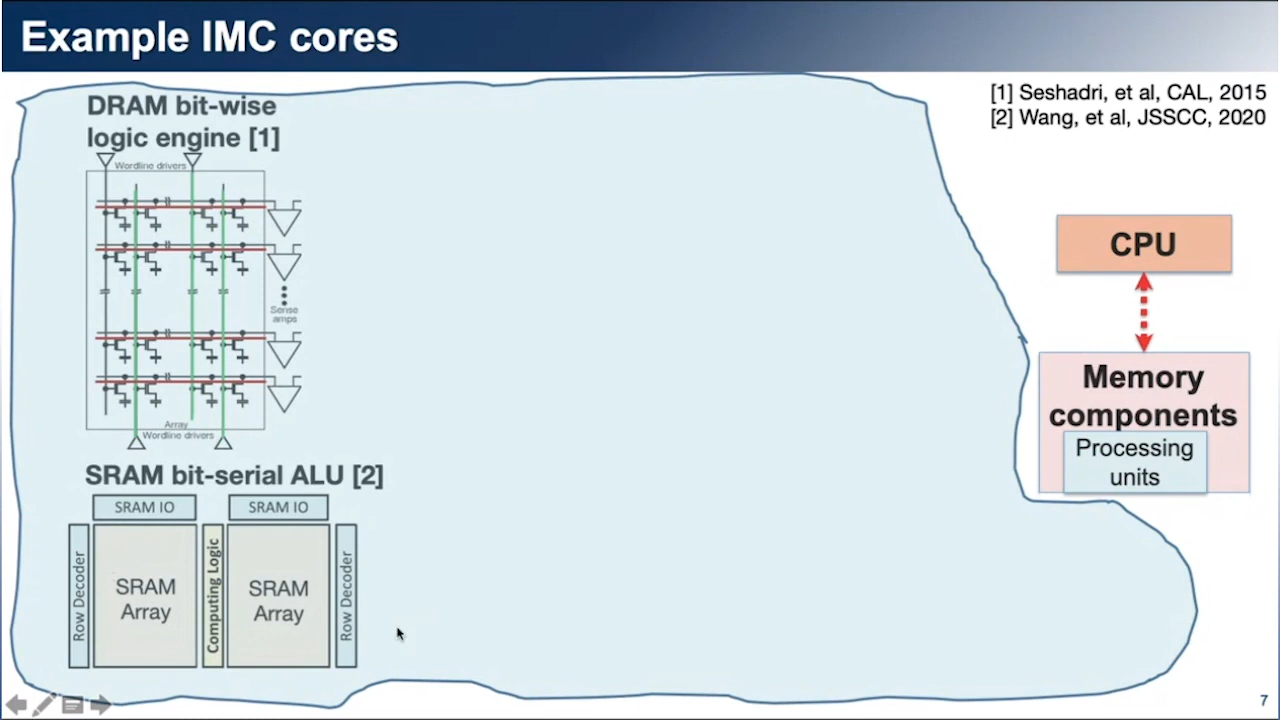 Example IMC cores
[1] Seshadri, et al, CAL, 2015
[2] Wang, et al, JSSCC, 2020
DRAM bit-wise
logic engine [1]
Wordline drivers
Sense
amps
Array
Wordline drivers
SRAM bit-serial ALU [2]
SRAM IO
SRAM IO
Row Decoder
SRAM
Array
Computing Logic
SRAM
Array
Row Decoder
CPU
Memory
components
Processing
units
7